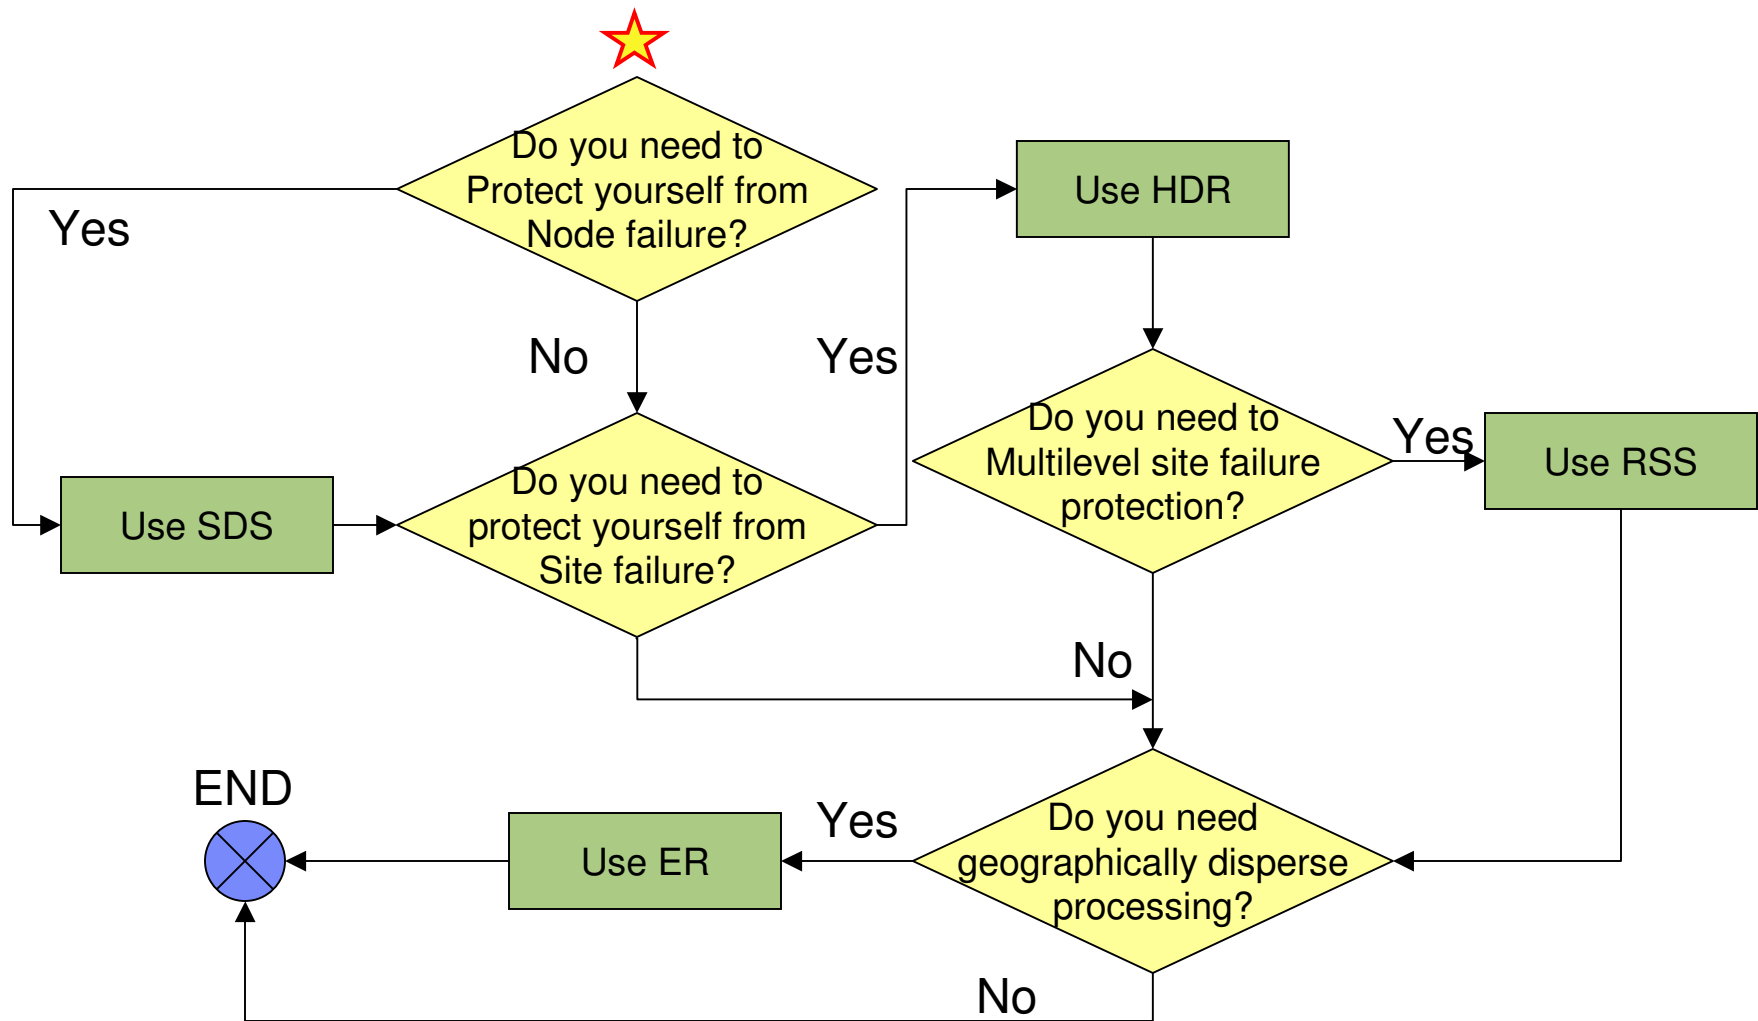 Do you need to
Protect yourself from
Node failure?
Yes
No
Use SDS
Do you need to
protect yourself from
Site failure?
Yes
Use HDR
Do you need to
Multilevel site failure
protection?
Yes
Use RSS
No
Do you need
geographically disperse
processing?
Yes
Use ER
END
No